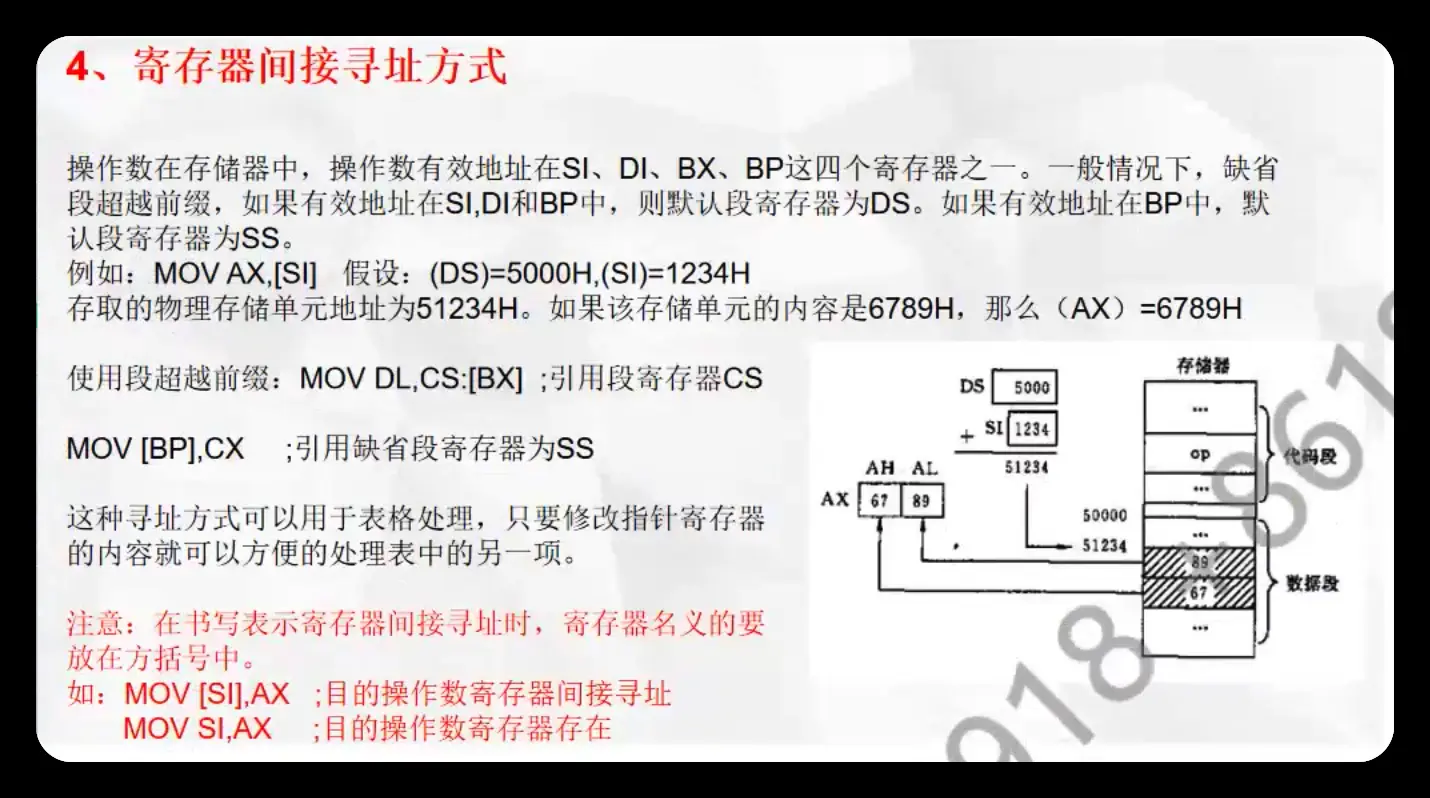 4、寄存器间接寻址方式
操作数在存储器中，操作数有效地址在SI、DI、BX、BP这四个寄存器之一。一般情况下，缺省
段超越前缀，如果有效地址在SI,DI和BP中，则默认段寄存器为DS。如果有效地址在BP中，默
认段寄存器为SS。
例如：MOV AX,[SI] 假设：(DS)=5000H,(SI)=1234H
存取的物理存储单元地址为51234H。如果该存储单元的内容是6789H，那么（AX）=6789H
使用段超越前缀：MOV DL,CS:[BX] ;引用段寄存器CS
MOV [BP],CX ;引用缺省段寄存器为SS
这种寻址方式可以用于表格处理，只要修改指针寄存器
的内容就可以方便的处理表中的另一项。
注意：在书写表示寄存器间接寻址时，寄存器名义的要
放在方括号中。
如：MOV [SI],AX ;目的操作数寄存器间接寻址
MOV SI,AX ;目的操作数寄存器存在
存储器
DS 5000
...
+ SI 1234
op
代码段
51234
AH AL
...
AX 67 89
50000
...
51234
89
数据段
67
...
918
861